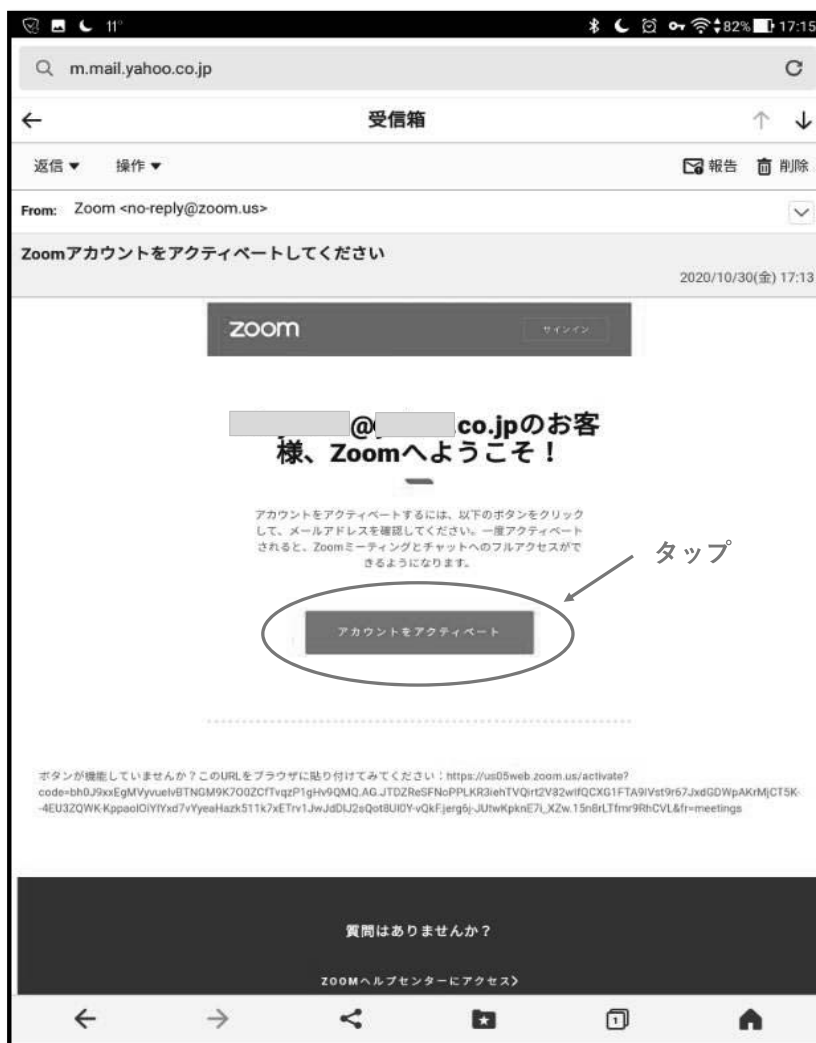 11°
82% 17:15
m.mail.yahoo.co.jp
受信箱
返信▼ 操作▼ 報告 削除
From: Zoom <no-reply@zoom.us>
Zoomアカウントをアクティベートしてください
2020/10/30(金) 17:13
zoom サインイン
@ .co.jpのお客
様、Zoomへようこそ！
アカウントをアクティベートするには、以下のボタンをクリック
して、メールアドレスを確認してください。一度アクティベート
されると、Zoomミーティングとチャットへのフルアクセスがで
きるようになります。
タップ
アカウントをアクティベート
ボタンが機能していませんか？このURLをブラウザに貼り付けてみてください：https://us05web.zoom.us/activate?
質問はありませんか？
ZOOMヘルプセンターにアクセス〉
1